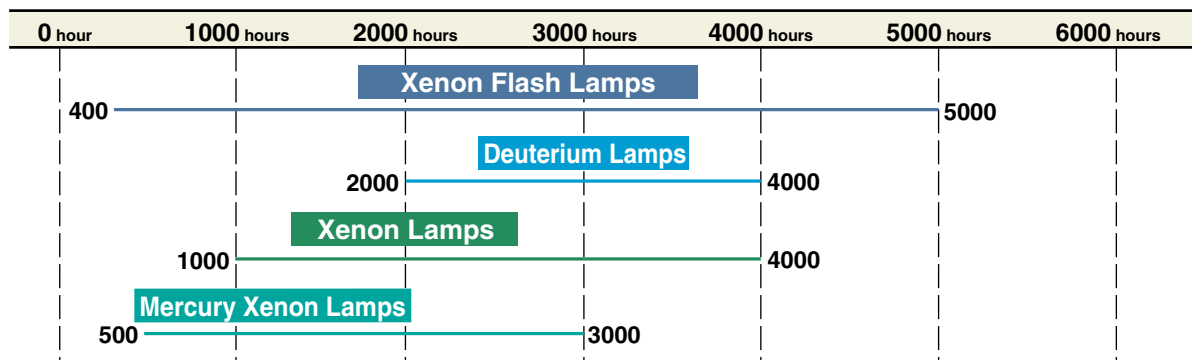 0 hour 1000 hours 2000 hours 3000 hours 4000 hours 5000 hours 6000 hours
Xenon Flash Lamps
400 5000
Deuterium Lamps
2000 4000
Xenon Lamps
1000 4000
Mercury Xenon Lamps
500 3000